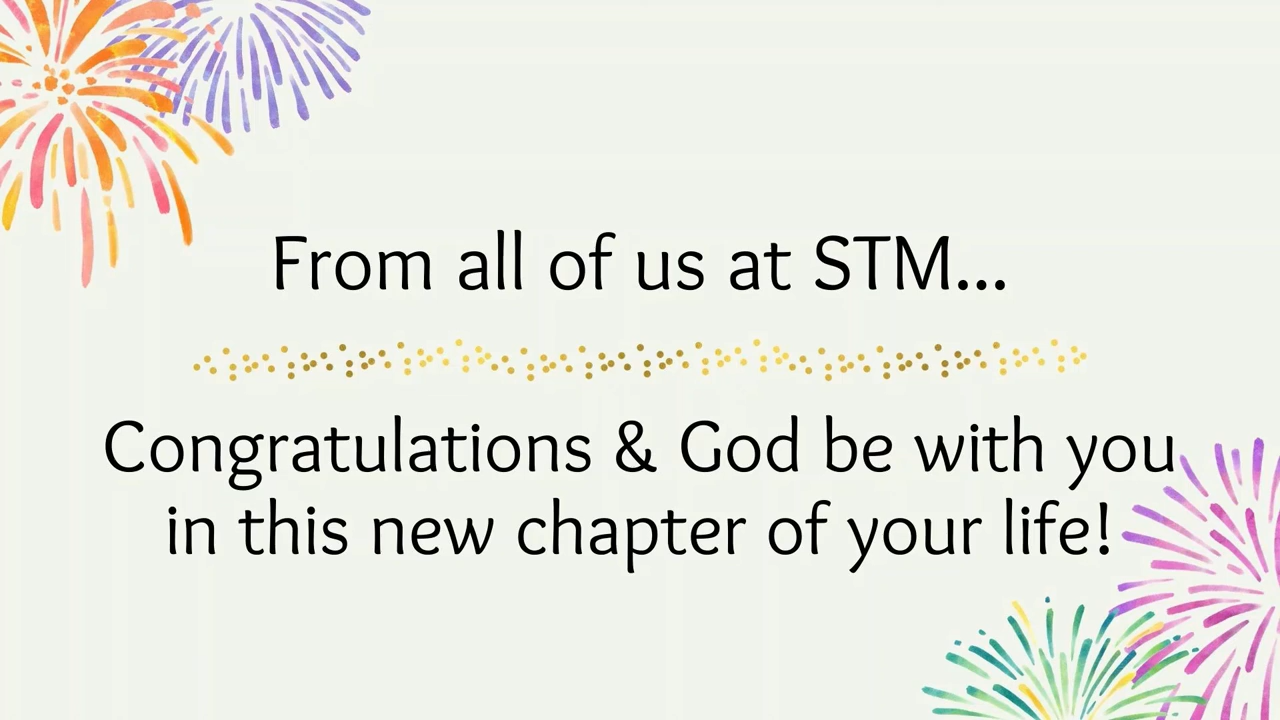 From all of us at STM...
Congratulations & God be with you
in this new chapter of your life!